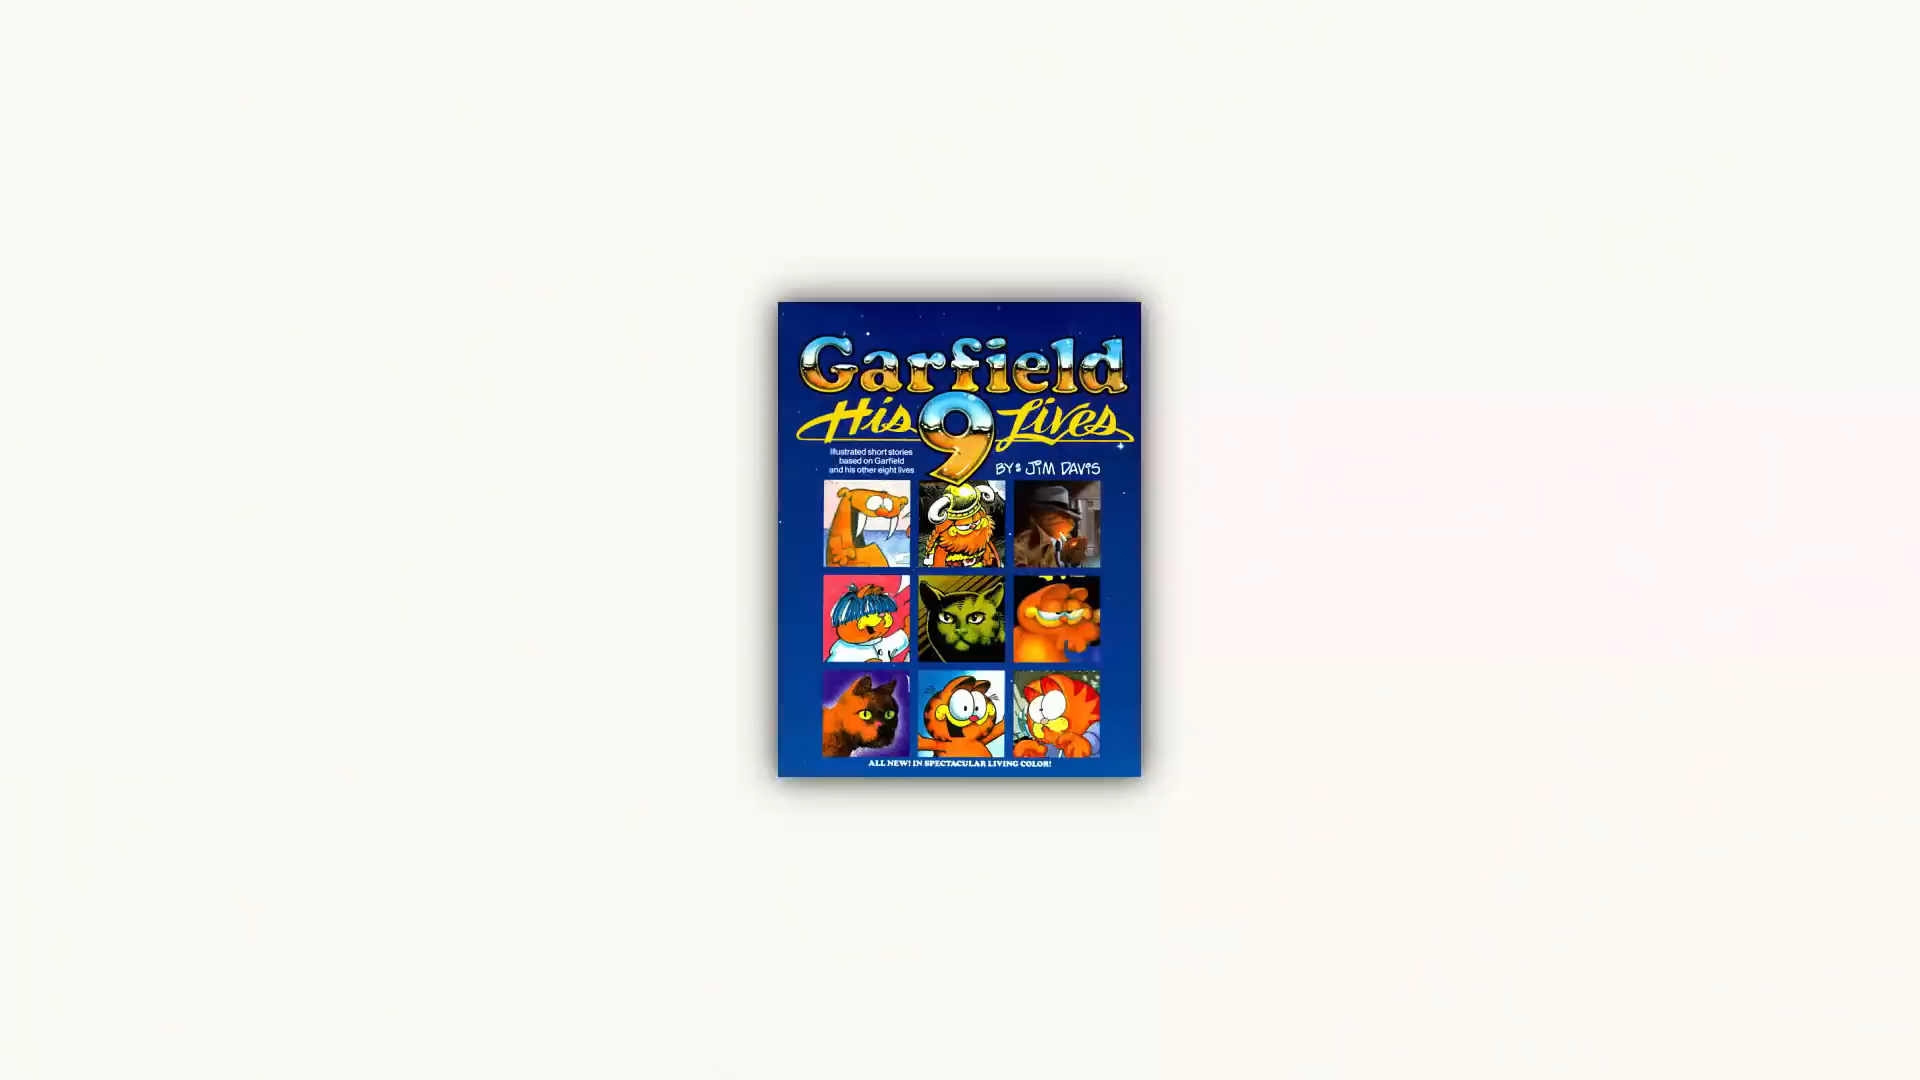 Garfield
His 9 Lives
Illustrated short stories
based on Garfield
and his other eight lives
BY: JIM DAVIS
ALL NEW! IN SPECTACULAR LIVING COLOR!